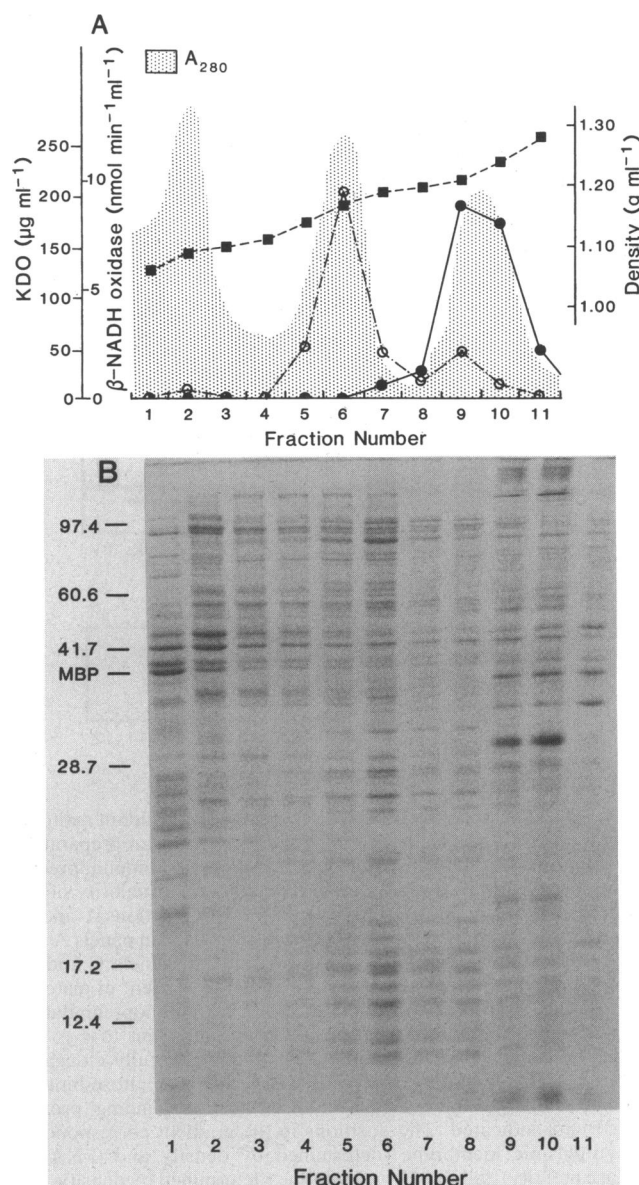 A
A280
KDO (µg ml−1)
250
200
150
100
50
0
β-NADH oxidase (nmol min−1ml−1)
10
5
0
1.30
1.20
1.10
1.00
Density (g ml−1)
1 2 3 4 5 6 7 8 9 10 11
Fraction Number
B
97.4
60.6
41.7
MBP
28.7
17.2
12.4
1 2 3 4 5 6 7 8 9 10 11
Fraction Number